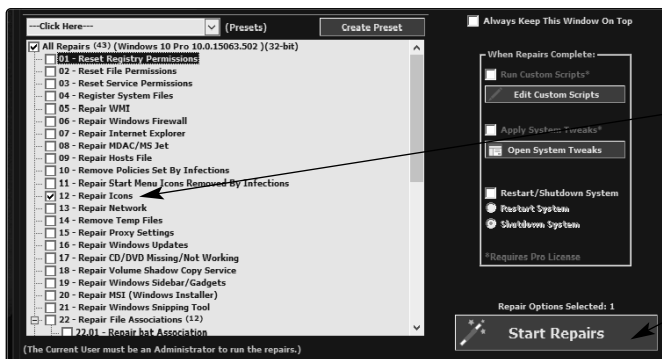 ---Click Here---
(Presets)
Create Preset
All Repairs (43) (Windows 10 Pro 10.0.15063.502 )(32-bit)
01 - Reset Registry Permissions
02 - Reset File Permissions
03 - Reset Service Permissions
04 - Register System Files
05 - Repair WMI
06 - Repair Windows Firewall
07 - Repair Internet Explorer
08 - Repair MDAC/MS Jet
09 - Repair Hosts File
10 - Remove Policies Set By Infections
11 - Repair Start Menu Icons Removed By Infections
12 - Repair Icons
13 - Repair Network
14 - Remove Temp Files
15 - Repair Proxy Settings
16 - Repair Windows Updates
17 - Repair CD/DVD Missing/Not Working
18 - Repair Volume Shadow Copy Service
19 - Repair Windows Sidebar/Gadgets
20 - Repair MSI (Windows Installer)
21 - Repair Windows Snipping Tool
22 - Repair File Associations (12)
22.01 - Repair bat Association
(The Current User must be an Administrator to run the repairs.)
Always Keep This Window On Top
When Repairs Complete:
Run Custom Scripts*
Edit Custom Scripts
Apply System Tweaks*
Open System Tweaks
Restart/Shutdown System
Restart System
Shutdown System
*Requires Pro License
Repair Options Selected: 1
Start Repairs